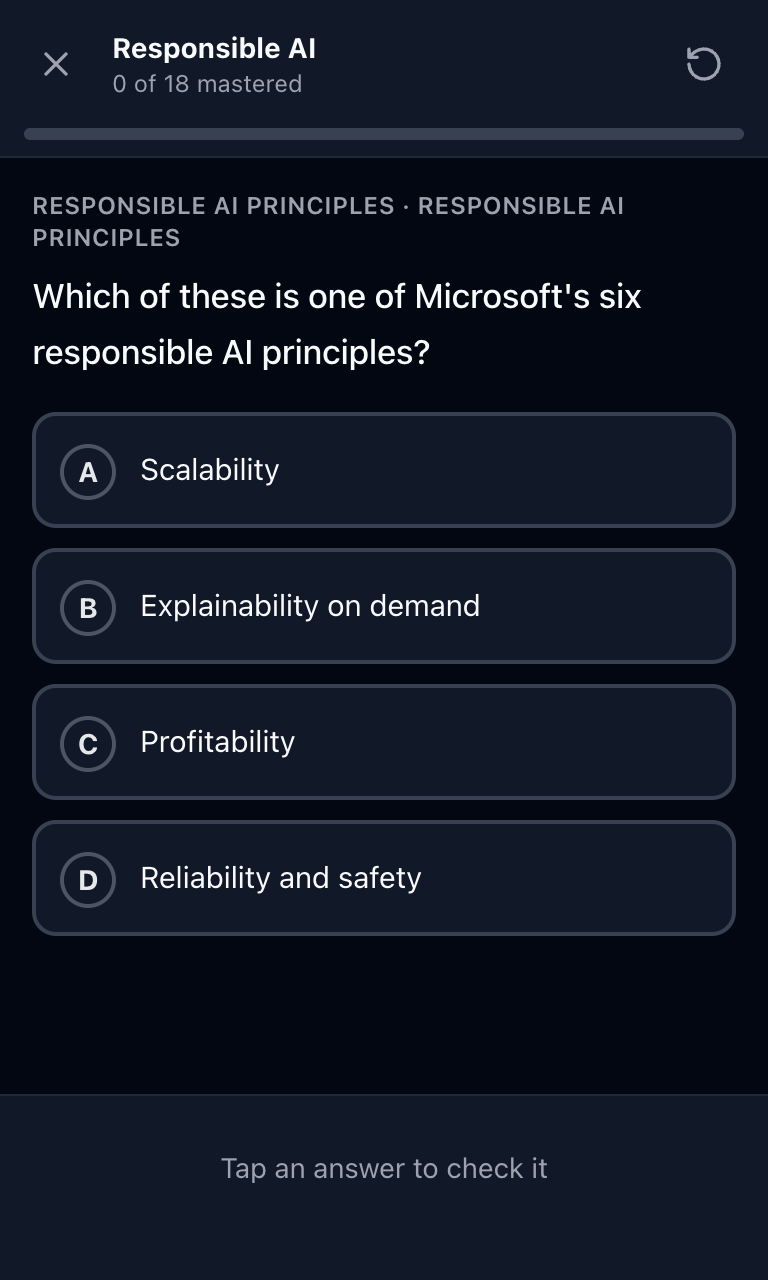 Responsible AI
0 of 18 mastered
RESPONSIBLE AI PRINCIPLES · RESPONSIBLE AI
PRINCIPLES
Which of these is one of Microsoft's six
responsible AI principles?
A Scalability
B Explainability on demand
C Profitability
D Reliability and safety
Tap an answer to check it